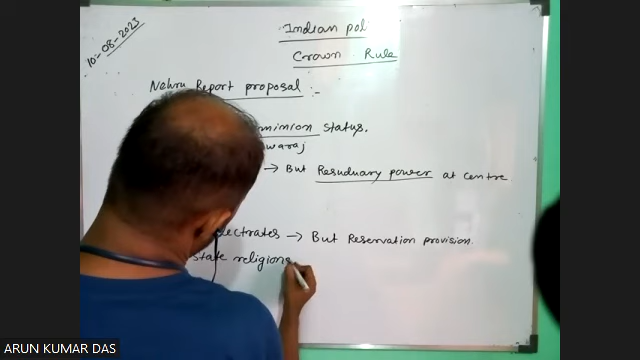 10-08-2023
Indian pol
Crown Rule
Nehru Report proposal :-
minion status.
waraj
→ But Resuduary power at centre
lectrates → But Reservation provision.
state religions
ARUN KUMAR DAS